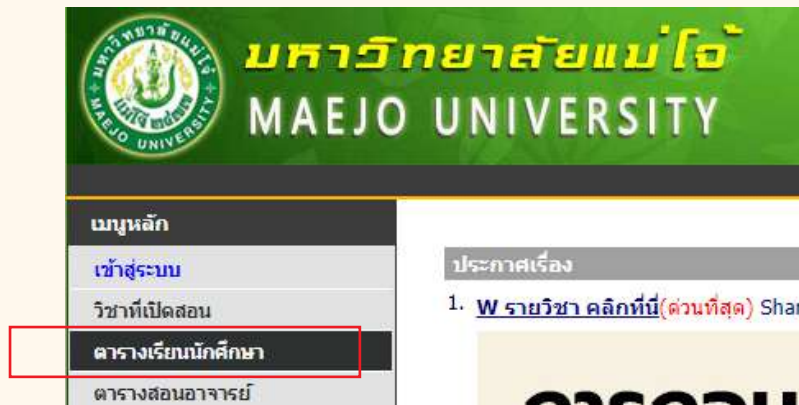 มหาวิทยาลัยแม่โจ้
MAEJO UNIVERSITY
MAEJO UNIVERSITY
เมนูหลัก
เข้าสู่ระบบ
วิชาที่เปิดสอน
ตารางเรียนนักศึกษา
ตารางสอนอาจารย์
ประกาศเรื่อง
1. W รายวิชา คลิกที่นี่(ด่วนที่สุด)